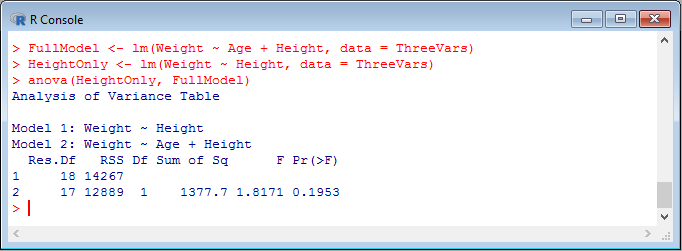 R Console
> FullModel <- lm(Weight ~ Age + Height, data = ThreeVars)
> HeightOnly <- lm(Weight ~ Height, data = ThreeVars)
> anova(HeightOnly, FullModel)
Analysis of Variance Table
Model 1: Weight ~ Height
Model 2: Weight ~ Age + Height
  Res.Df   RSS Df Sum of Sq      F Pr(>F)
1     18 14267
2     17 12889  1    1377.7 1.8171 0.1953
>